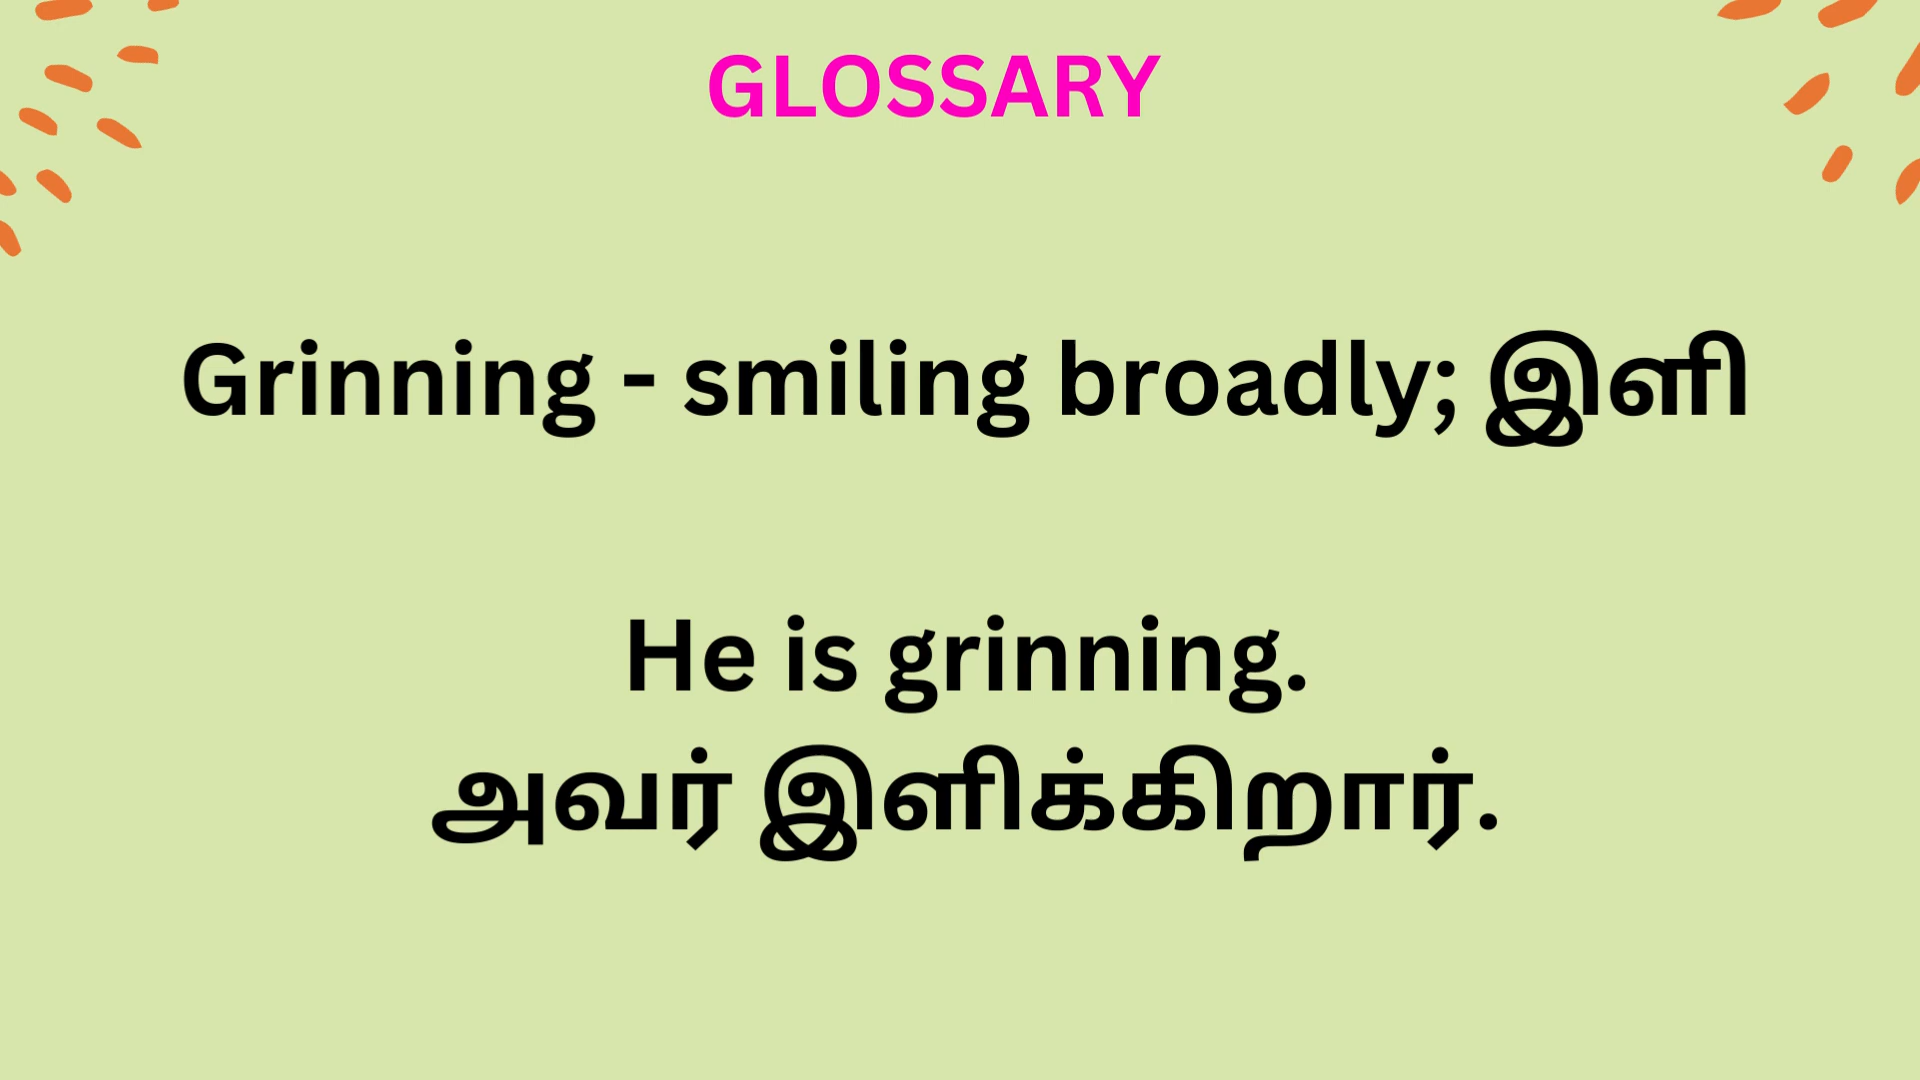 GLOSSARY
Grinning - smiling broadly; இளி
He is grinning.
அவர் இளிக்கிறார்.